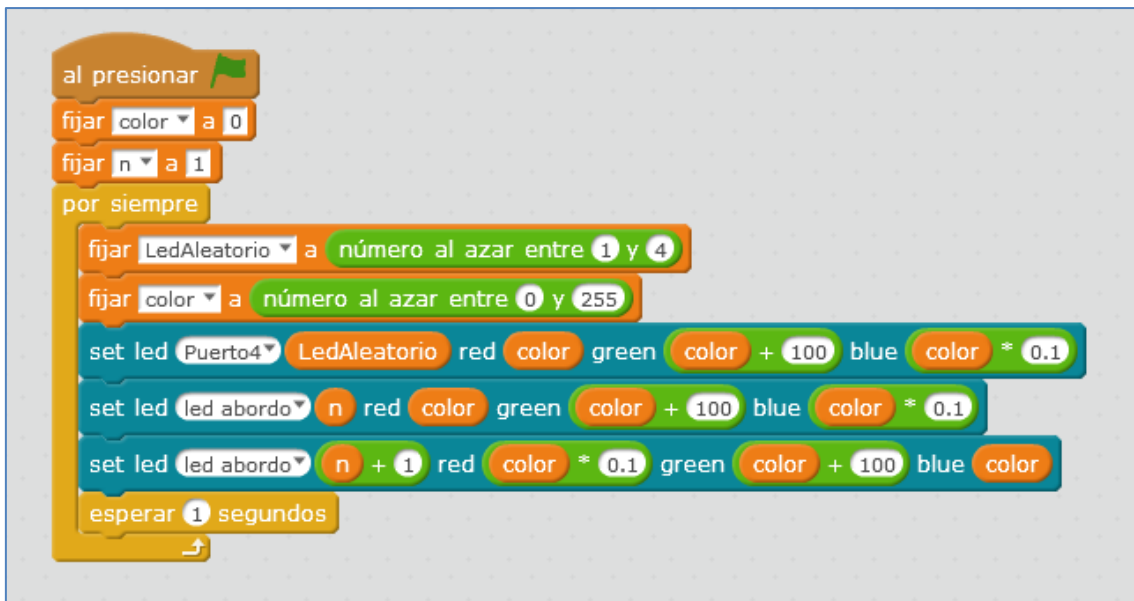 al presionar
fijar color a 0
fijar n a 1
por siempre
fijar LedAleatorio a número al azar entre 1 y 4
fijar color a número al azar entre 0 y 255
set led Puerto4 LedAleatorio red color green color + 100 blue color * 0.1
set led led abordo n red color green color + 100 blue color * 0.1
set led led abordo n + 1 red color * 0.1 green color + 100 blue color
esperar 1 segundos